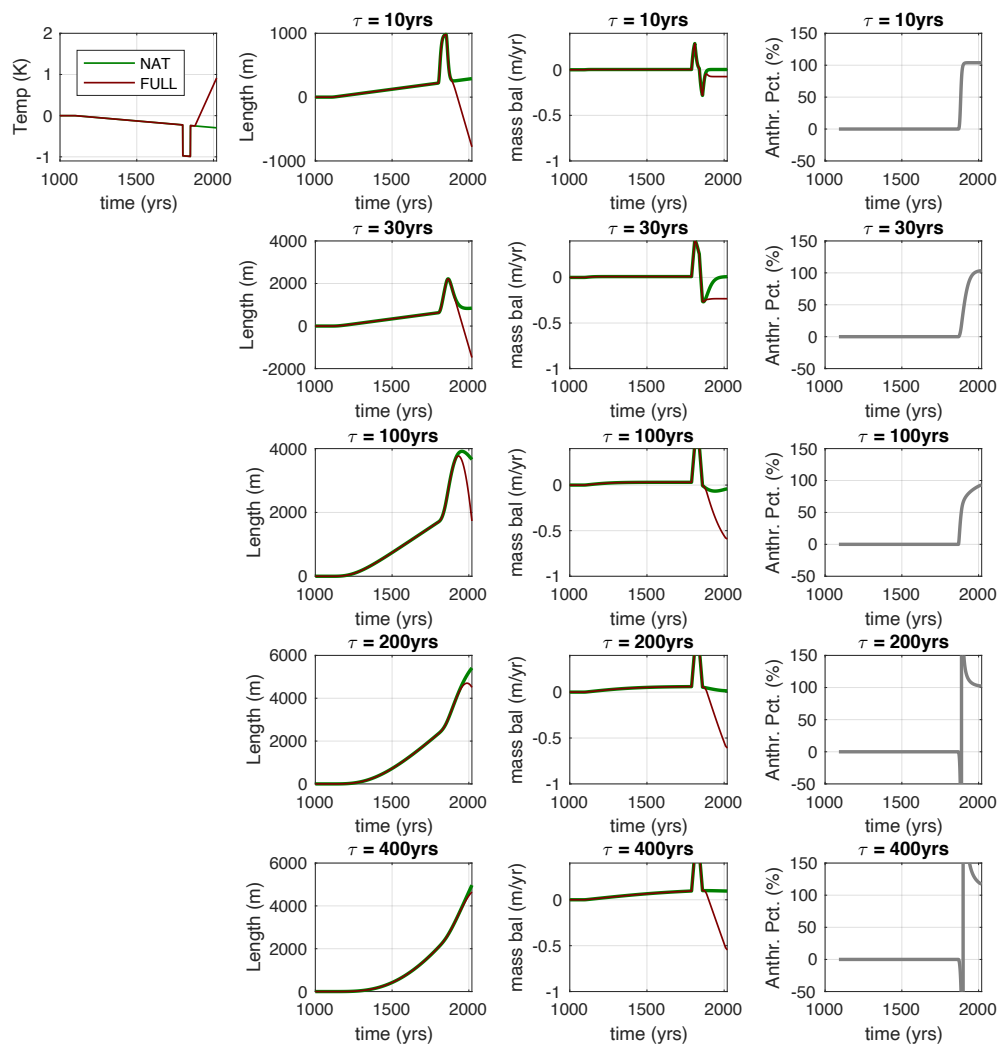 τ = 10yrs
τ = 10yrs
τ = 10yrs
2
1
0
-1
Temp (K)
NAT
FULL
1000 1500 2000
time (yrs)
1000
0
-1000
Length (m)
1000 1500 2000
time (yrs)
0
-0.5
-1
mass bal (m/yr)
1000 1500 2000
time (yrs)
150
100
50
0
-50
Anthr. Pct. (%)
1000 1500 2000
time (yrs)
τ = 30yrs
4000
2000
0
-2000
Length (m)
1000 1500 2000
time (yrs)
τ = 30yrs
0
-0.5
-1
mass bal (m/yr)
1000 1500 2000
time (yrs)
τ = 30yrs
150
100
50
0
-50
Anthr. Pct. (%)
1000 1500 2000
time (yrs)
τ = 100yrs
4000
2000
0
Length (m)
1000 1500 2000
time (yrs)
τ = 100yrs
0
-0.5
-1
mass bal (m/yr)
1000 1500 2000
time (yrs)
τ = 100yrs
150
100
50
0
-50
Anthr. Pct. (%)
1000 1500 2000
time (yrs)
τ = 200yrs
6000
4000
2000
0
Length (m)
1000 1500 2000
time (yrs)
τ = 200yrs
0
-0.5
-1
mass bal (m/yr)
1000 1500 2000
time (yrs)
τ = 200yrs
150
100
50
0
-50
Anthr. Pct. (%)
1000 1500 2000
time (yrs)
τ = 400yrs
6000
4000
2000
0
Length (m)
1000 1500 2000
time (yrs)
τ = 400yrs
0
-0.5
-1
mass bal (m/yr)
1000 1500 2000
time (yrs)
τ = 400yrs
150
100
50
0
-50
Anthr. Pct. (%)
1000 1500 2000
time (yrs)